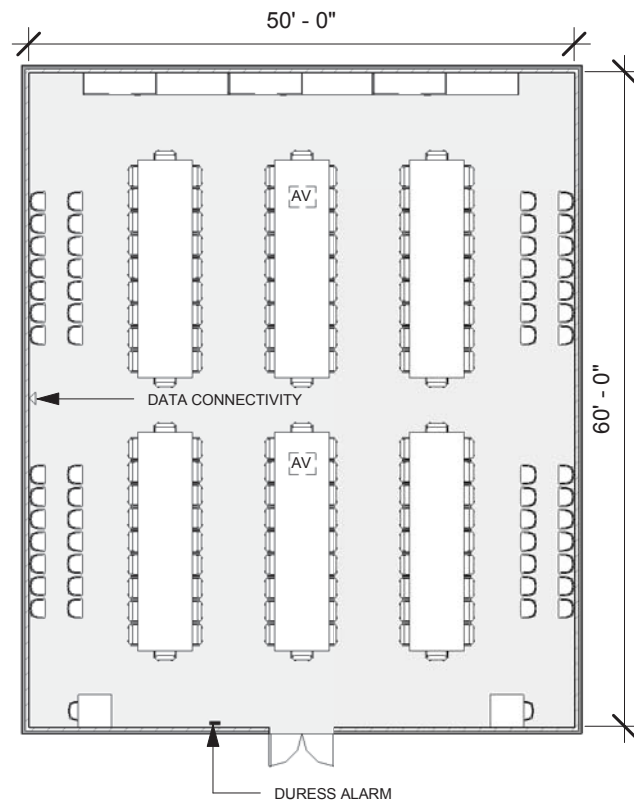 50' - 0"
AV
DATA CONNECTIVITY
60' - 0"
AV
DURESS ALARM